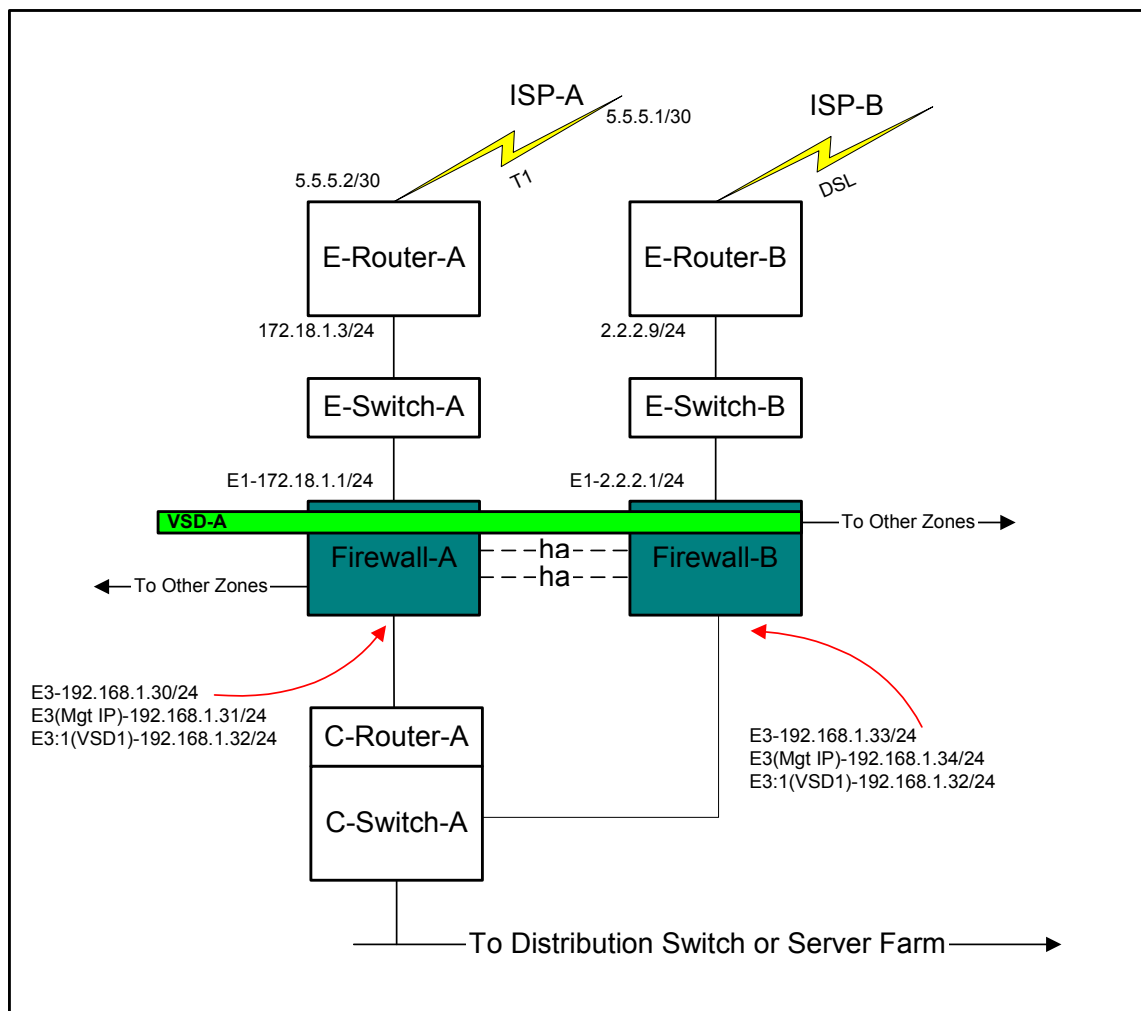 ISP-A
5.5.5.1/30
ISP-B
T1
DSL
5.5.5.2/30
E-Router-A
E-Router-B
172.18.1.3/24
2.2.2.9/24
E-Switch-A
E-Switch-B
E1-172.18.1.1/24
E1-2.2.2.1/24
VSD-A
To Other Zones
Firewall-A
ha
ha
Firewall-B
To Other Zones
E3-192.168.1.30/24
E3(Mgt IP)-192.168.1.31/24
E3:1(VSD1)-192.168.1.32/24
C-Router-A
E3-192.168.1.33/24
E3(Mgt IP)-192.168.1.34/24
E3:1(VSD1)-192.168.1.32/24
C-Switch-A
To Distribution Switch or Server Farm